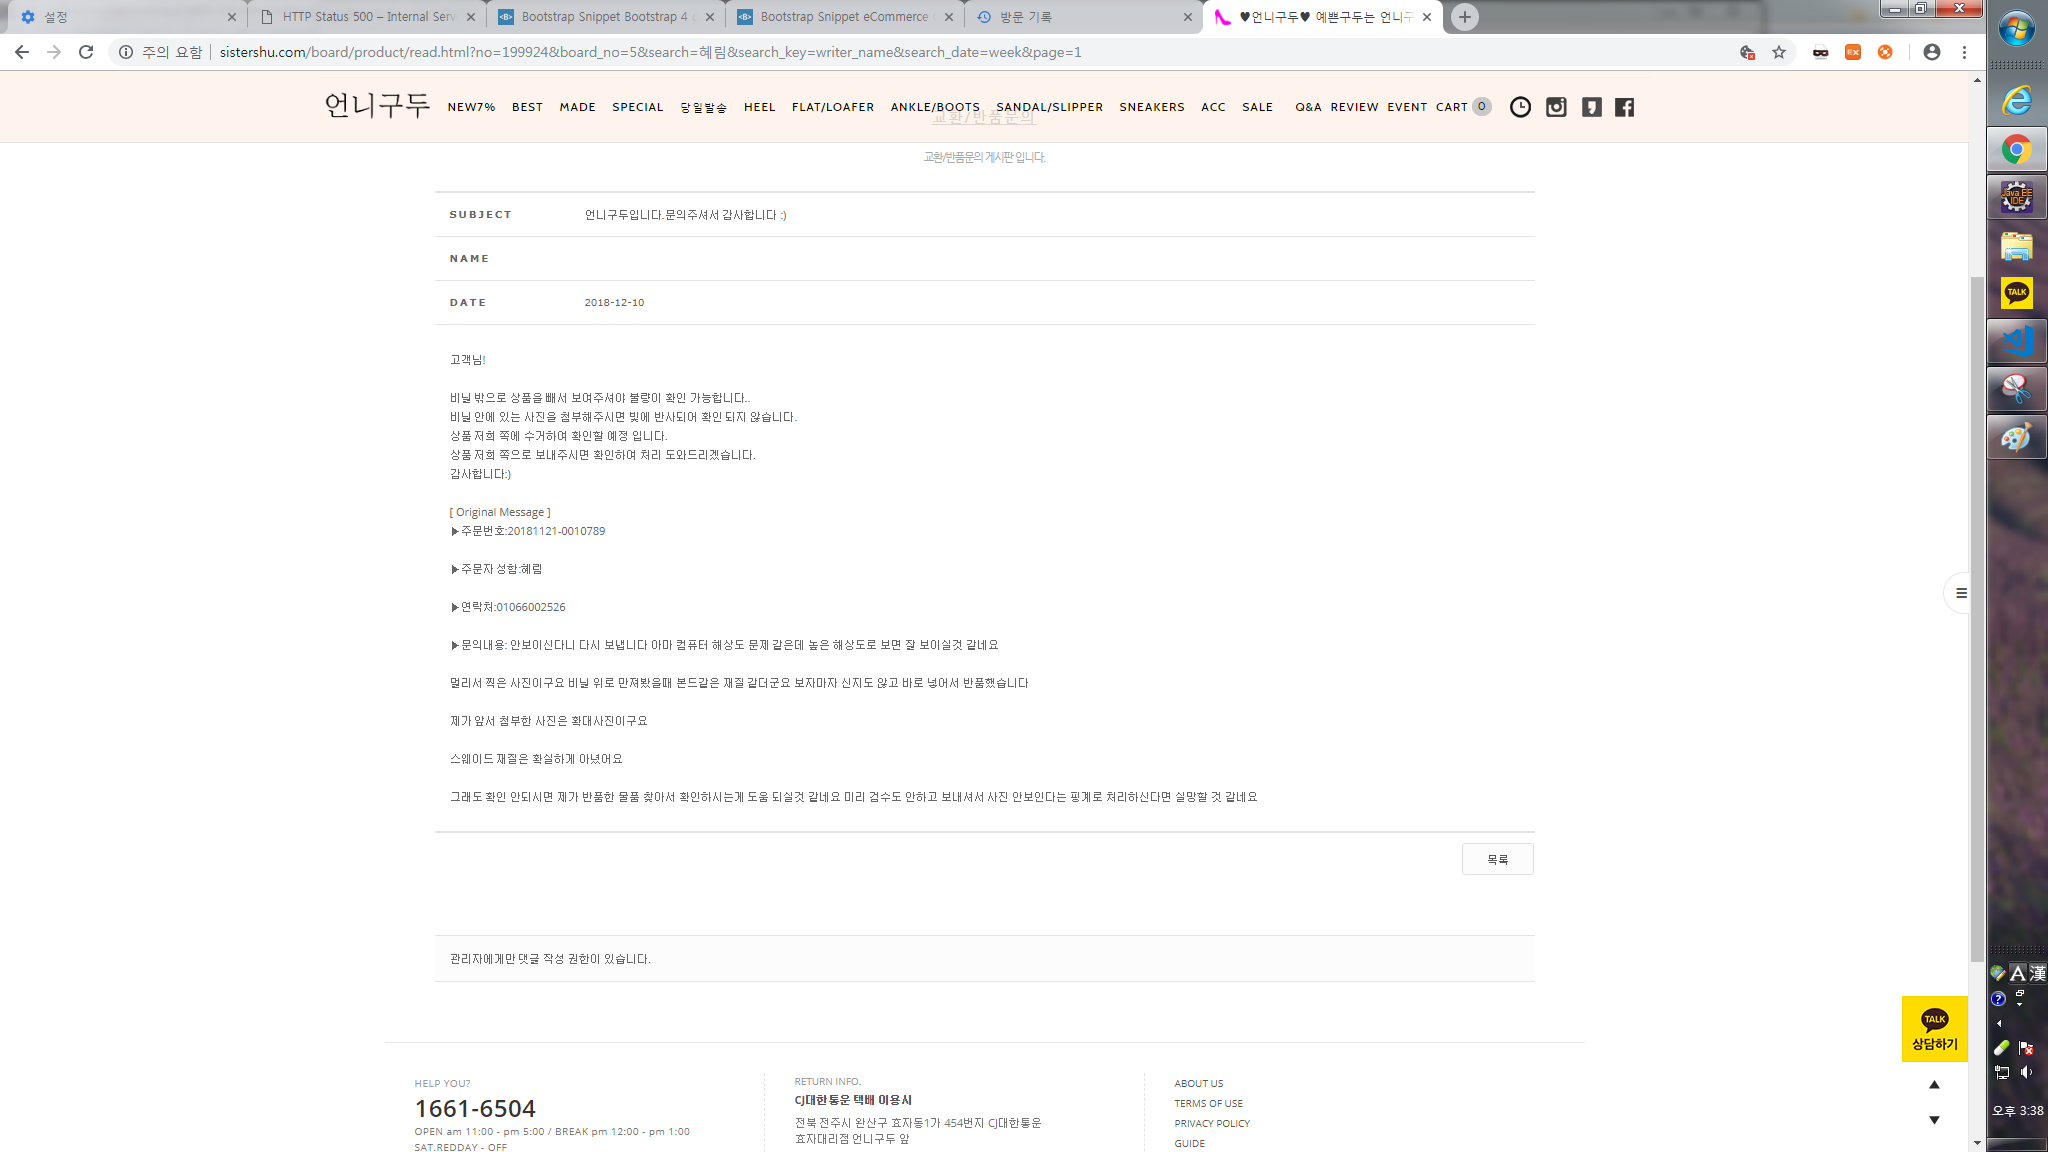 설정
HTTP Status 500 – Internal Serv
Bootstrap Snippet Bootstrap 4
Bootstrap Snippet eCommerce
방문 기록
♥언니구두♥ 예쁜구두는 언니구
주의 요함
sistershu.com/board/product/read.html?no=199924&board_no=5&search=혜림&search_key=writer_name&search_date=week&page=1
언니구두
NEW7% BEST MADE SPECIAL 당일발송 HEEL FLAT/LOAFER ANKLE/BOOTS SANDAL/SLIPPER SNEAKERS ACC SALE Q&A REVIEW EVENT CART 0
교환/반품문의
교환/반품문의 게시판 입니다.
SUBJECT 언니구두입니다.문의주셔서 감사합니다 :)
NAME
DATE 2018-12-10
고객님!
비닐 밖으로 상품을 빼서 보여주셔야 불량이 확인 가능합니다..
비닐 안에 있는 사진을 첨부해주시면 빛에 반사되어 확인 되지 않습니다.
상품 저희 쪽에 수거하여 확인할 예정 입니다.
상품 저희 쪽으로 보내주시면 확인하여 처리 도와드리겠습니다.
감사합니다:)
[ Original Message ]
▶주문번호:20181121-0010789
▶주문자 성함:혜림
▶연락처:01066002526
▶문의내용: 안보이신다니 다시 보냅니다 아마 컴퓨터 해상도 문제 같은데 높은 해상도로 보면 잘 보이실것 같네요
멀리서 찍은 사진이구요 비닐 위로 만져봤을때 본드같은 재질 같더군요 보자마자 신지도 않고 바로 넣어서 반품했습니다
제가 앞서 첨부한 사진은 확대사진이구요
스웨이드 재질은 확실하게 아녔어요
그래도 확인 안되시면 제가 반품한 물품 찾아서 확인하시는게 도움 되실것 같네요 미리 검수도 안하고 보내셔서 사진 안보인다는 핑계로 처리하신다면 실망할 것 같네요
목록
관리자에게만 댓글 작성 권한이 있습니다.
HELP YOU?
1661-6504
OPEN am 11:00 - pm 5:00 / BREAK pm 12:00 - pm 1:00
SAT.REDDAY - OFF
RETURN INFO.
CJ대한통운 택배 이용시
전북 전주시 완산구 효자동1가 454번지 CJ대한통운
효자대리점 언니구두 앞
ABOUT US
TERMS OF USE
PRIVACY POLICY
GUIDE
TALK
상담하기
Java EE
IDE
TALK
A 漢
오후 3:38